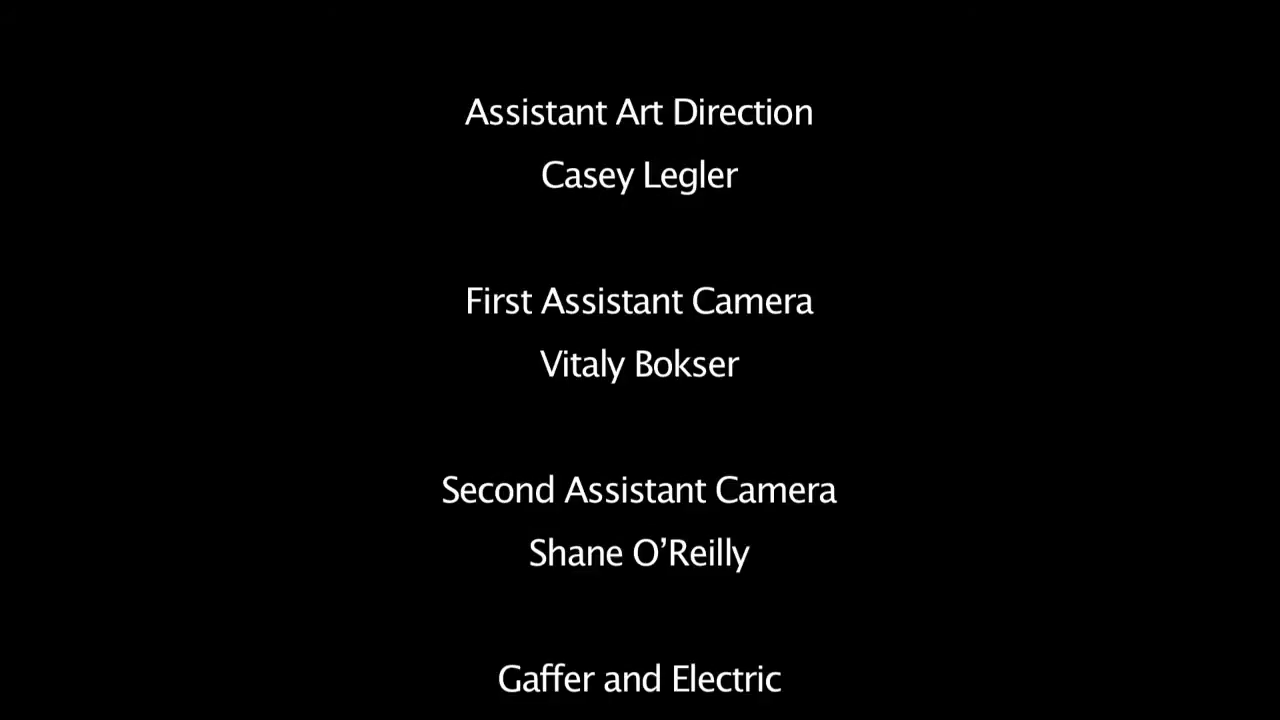 Assistant Art Direction
Casey Legler
First Assistant Camera
Vitaly Bokser
Second Assistant Camera
Shane O’Reilly
Gaffer and Electric